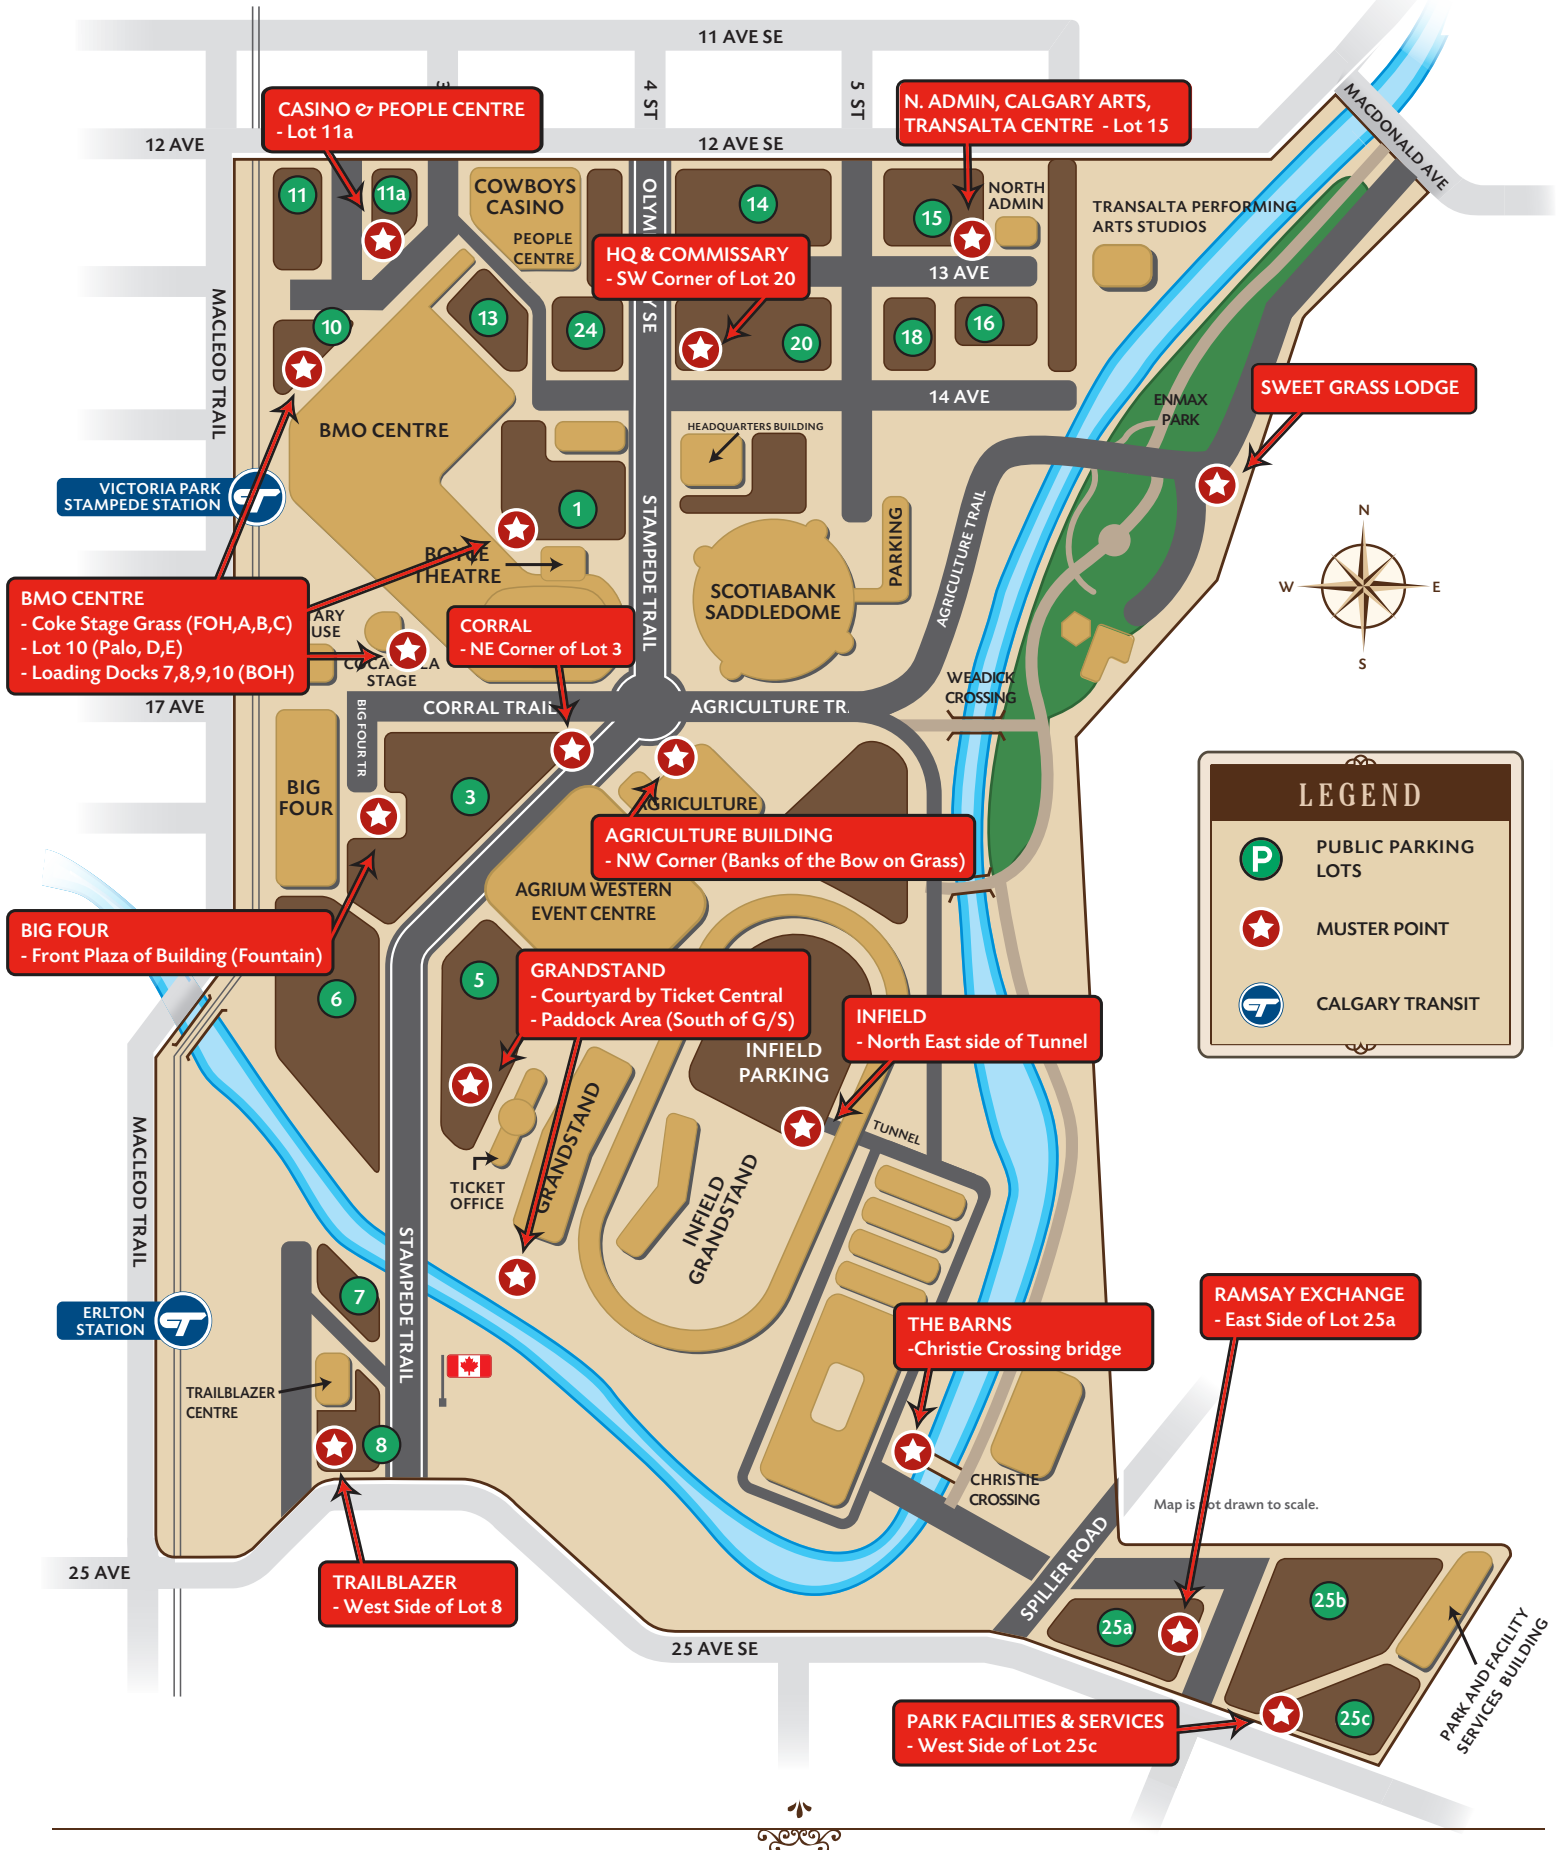 11 AVE SE
4 ST
5 ST
CASINO & PEOPLE CENTRE
- Lot 11a
N. ADMIN, CALGARY ARTS,
TRANSALTA CENTRE - Lot 15
MACDONALD AVE
12 AVE
12 AVE SE
11
11a
COWBOYS
CASINO
PEOPLE
CENTRE
14
15
NORTH
ADMIN
TRANSALTA PERFORMING
ARTS STUDIOS
HQ & COMMISSARY
- SW Corner of Lot 20
13 AVE
MACLEOD TRAIL
10
13
24
20
18
16
14 AVE
SWEET GRASS LODGE
ENMAX
PARK
BMO CENTRE
HEADQUARTERS BUILDING
VICTORIA PARK
STAMPEDE STATION
1
STAMPEDE TRAIL
PARKING
AGRICULTURE TRAIL
BOYCE
THEATRE
SCOTIABANK
SADDLEDOME
N
W
E
S
BMO CENTRE
- Coke Stage Grass (FOH,A,B,C)
- Lot 10 (Palo, D,E)
- Loading Docks 7,8,9,10 (BOH)
STAGE
CORRAL
- NE Corner of Lot 3
WEADICK
CROSSING
17 AVE
BIG FOUR TR
CORRAL TRAIL
AGRICULTURE TR.
BIG
FOUR
3
AGRICULTURE
AGRICULTURE BUILDING
- NW Corner (Banks of the Bow on Grass)
AGRIUM WESTERN
EVENT CENTRE
LEGEND
P
PUBLIC PARKING
LOTS
MUSTER POINT
CALGARY TRANSIT
BIG FOUR
- Front Plaza of Building (Fountain)
6
5
GRANDSTAND
- Courtyard by Ticket Central
- Paddock Area (South of G/S)
INFIELD
- North East side of Tunnel
INFIELD
PARKING
TUNNEL
GRANDSTAND
TICKET
OFFICE
INFIELD
GRANDSTAND
MACLEOD TRAIL
STAMPEDE TRAIL
7
ERLTON
STATION
THE BARNS
-Christie Crossing bridge
RAMSAY EXCHANGE
- East Side of Lot 25a
TRAILBLAZER
CENTRE
8
CHRISTIE
CROSSING
Map is not drawn to scale.
SPILLER ROAD
25 AVE
TRAILBLAZER
- West Side of Lot 8
25 AVE SE
25a
25b
25c
PARK AND FACILITY
SERVICES BUILDING
PARK FACILITIES & SERVICES
- West Side of Lot 25c